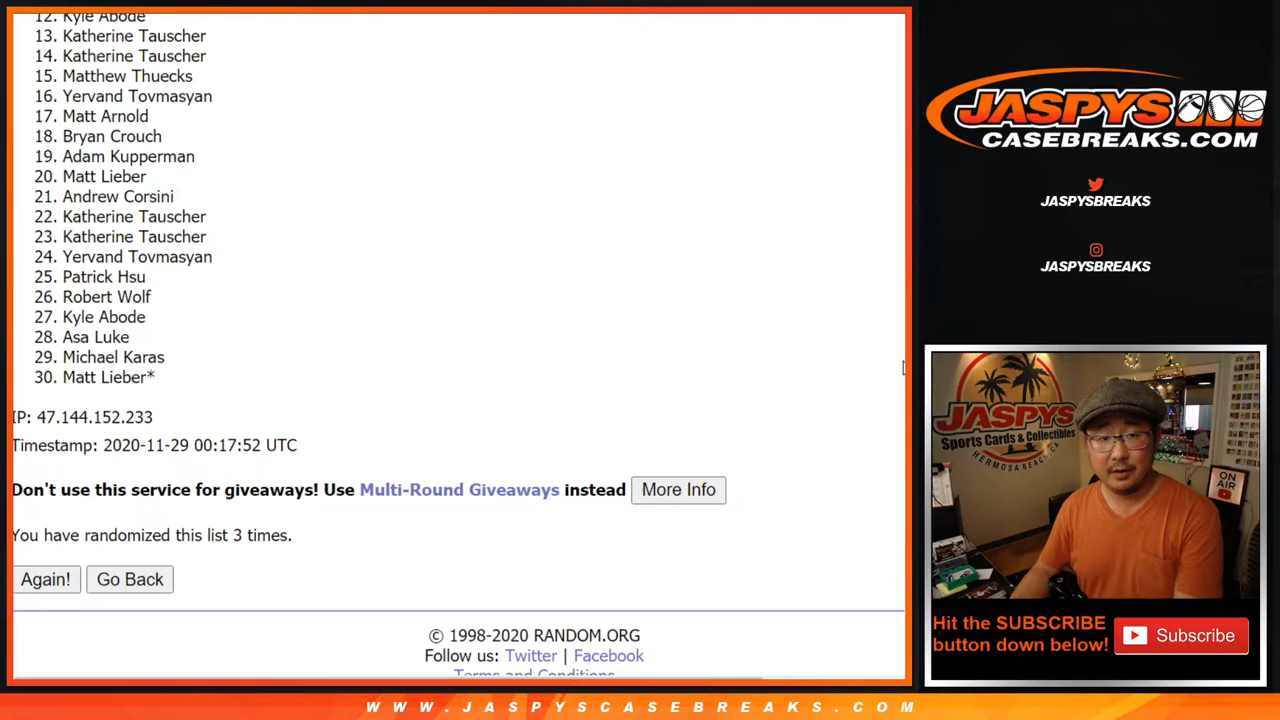 12. Kyle Abode
13. Katherine Tauscher
14. Katherine Tauscher
15. Matthew Thuecks
16. Yervand Tovmasyan
17. Matt Arnold
18. Bryan Crouch
19. Adam Kupperman
20. Matt Lieber
21. Andrew Corsini
22. Katherine Tauscher
23. Katherine Tauscher
24. Yervand Tovmasyan
25. Patrick Hsu
26. Robert Wolf
27. Kyle Abode
28. Asa Luke
29. Michael Karas
30. Matt Lieber*
IP: 47.144.152.233
Timestamp: 2020-11-29 00:17:52 UTC
Don't use this service for giveaways! Use Multi-Round Giveaways instead More Info
You have randomized this list 3 times.
Again! Go Back
© 1998-2020 RANDOM.ORG
Follow us: Twitter | Facebook
Terms and Conditions
JASPYS
CASEBREAKS.COM
JASPYSBREAKS
JASPYSBREAKS
JASPYS
Sports Cards & Collectibles
HERMOSA BEACH, CA
ON
AIR
Hit the SUBSCRIBE
button down below!
Subscribe
WWW.JASPYSCASEBREAKS.COM